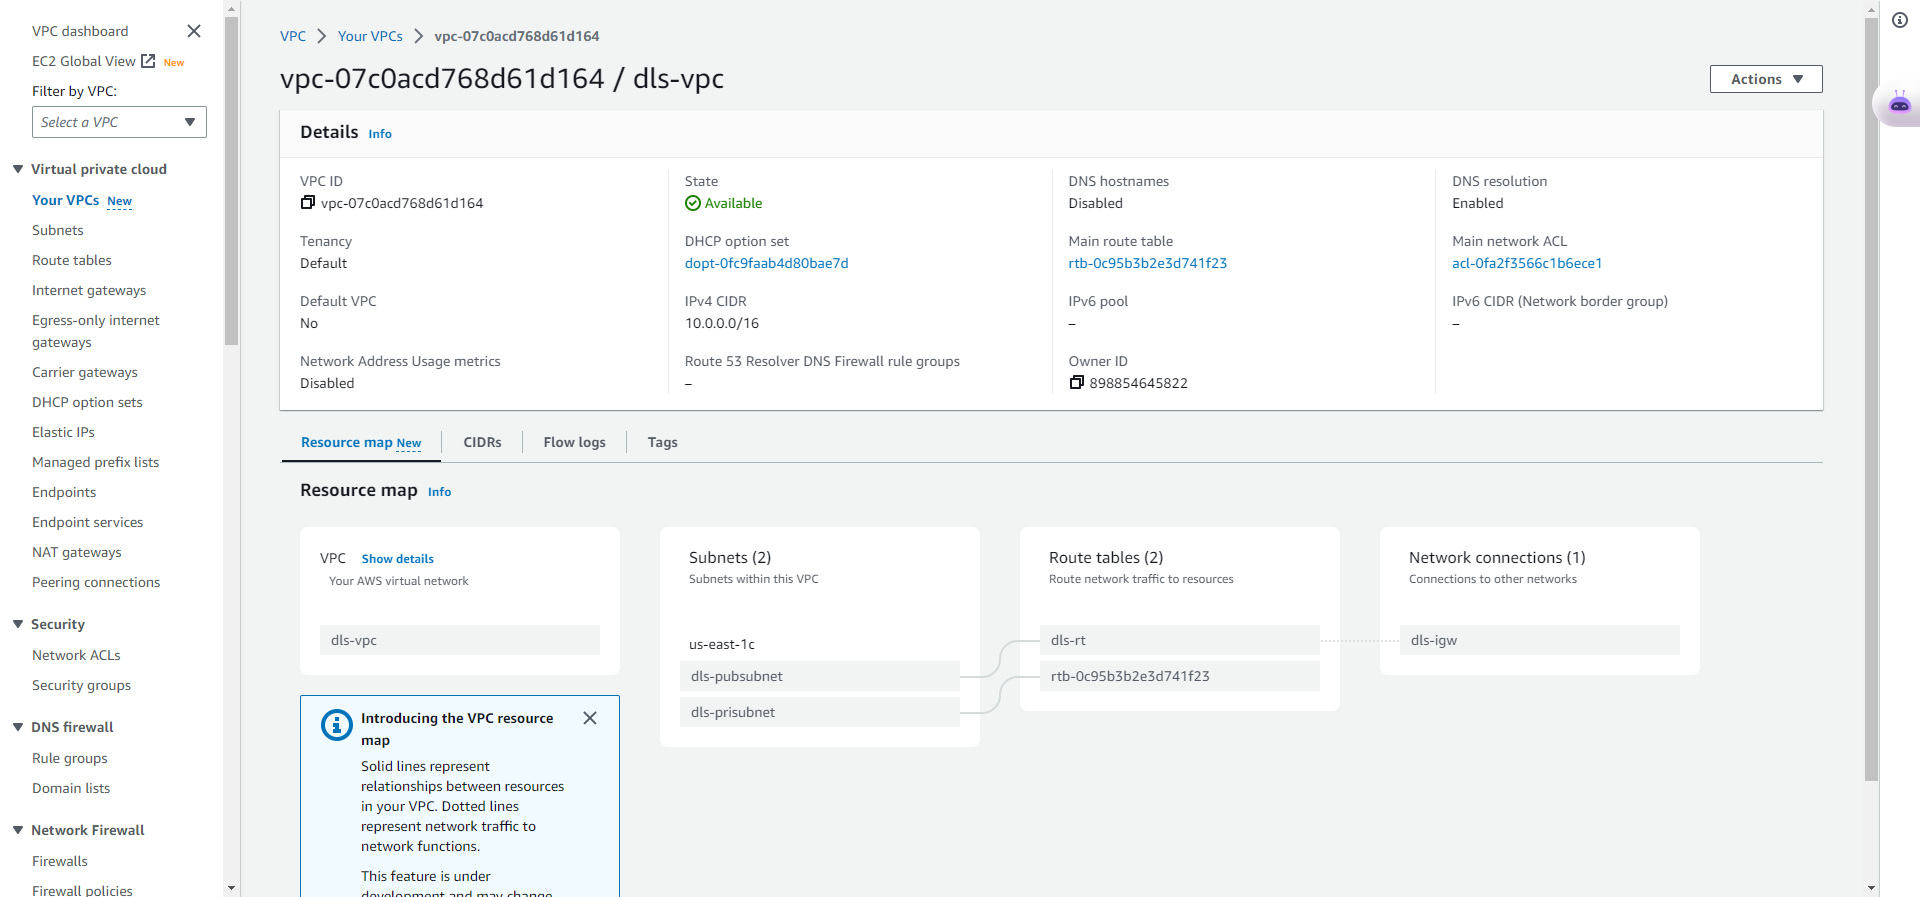 VPC dashboard
EC2 Global View New
Filter by VPC:
Select a VPC
Virtual private cloud
Your VPCs New
Subnets
Route tables
Internet gateways
Egress-only internet
gateways
Carrier gateways
DHCP option sets
Elastic IPs
Managed prefix lists
Endpoints
Endpoint services
NAT gateways
Peering connections
Security
Network ACLs
Security groups
DNS firewall
Rule groups
Domain lists
Network Firewall
Firewalls
Firewall policies
VPC Your VPCs vpc-07c0acd768d61d164
vpc-07c0acd768d61d164 / dls-vpc
Actions
Details Info
VPC ID
vpc-07c0acd768d61d164
State
Available
DNS hostnames
Disabled
DNS resolution
Enabled
Tenancy
Default
DHCP option set
dopt-0fc9faab4d80bae7d
Main route table
rtb-0c95b3b2e3d741f23
Main network ACL
acl-0fa2f3566c1b6ece1
Default VPC
No
IPv4 CIDR
10.0.0.0/16
IPv6 pool
–
IPv6 CIDR (Network border group)
–
Network Address Usage metrics
Disabled
Route 53 Resolver DNS Firewall rule groups
–
Owner ID
898854645822
Resource map New CIDRs Flow logs Tags
Resource map Info
VPC Show details
Your AWS virtual network
dls-vpc
Subnets (2)
Subnets within this VPC
us-east-1c
dls-pubsubnet
dls-prisubnet
Route tables (2)
Route network traffic to resources
dls-rt
rtb-0c95b3b2e3d741f23
Network connections (1)
Connections to other networks
dls-igw
Introducing the VPC resource
map
Solid lines represent
relationships between resources
in your VPC. Dotted lines
represent network traffic to
network functions.
This feature is under
development and may change